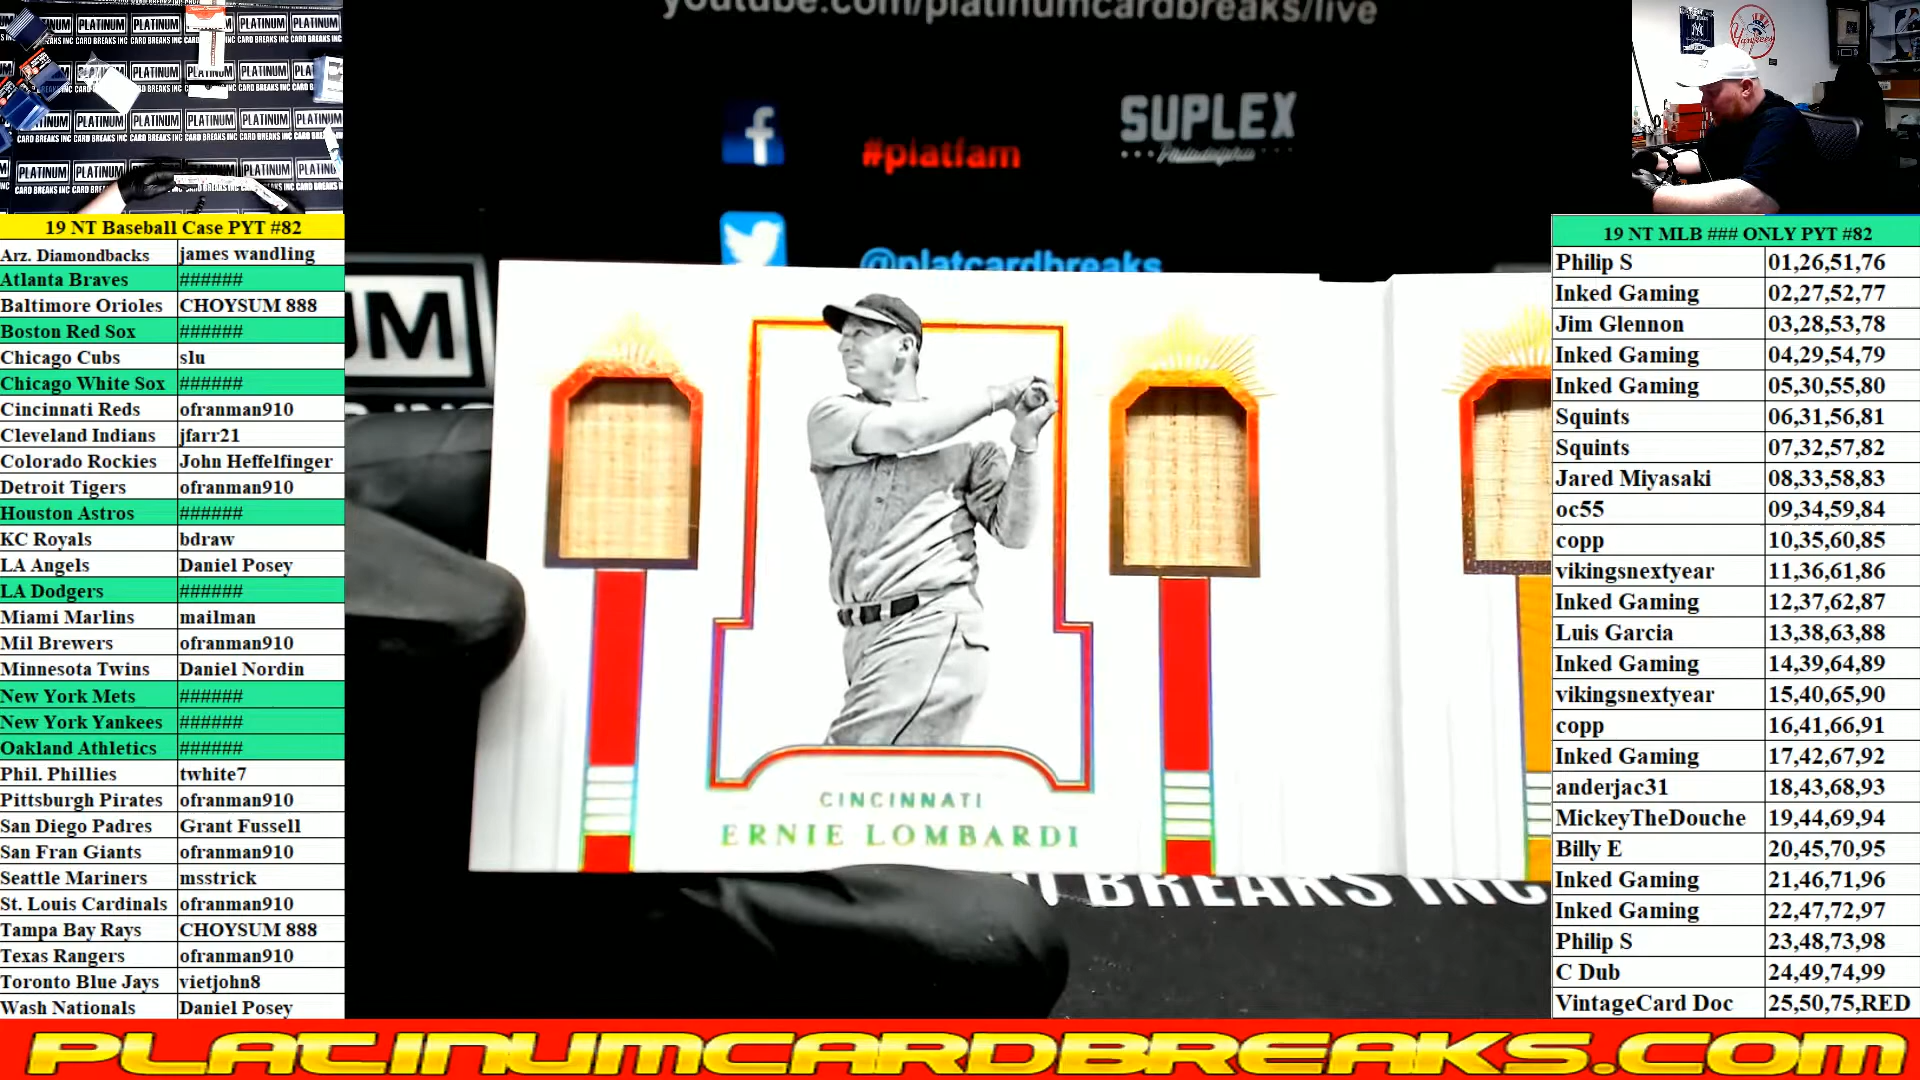 youtube.com/platinumcardbreaks/live
SUPLEX
Philadelphia
#platfam
@platcardbreaks
19 NT Baseball Case PYT #82
Arz. Diamondbacks james wandling
Atlanta Braves ######
Baltimore Orioles CHOYSUM 888
Boston Red Sox ######
Chicago Cubs slu
Chicago White Sox ######
Cincinnati Reds ofranman910
Cleveland Indians jfarr21
Colorado Rockies John Heffelfinger
Detroit Tigers ofranman910
Houston Astros ######
KC Royals bdraw
LA Angels Daniel Posey
LA Dodgers ######
Miami Marlins mailman
Mil Brewers ofranman910
Minnesota Twins Daniel Nordin
New York Mets ######
New York Yankees ######
Oakland Athletics ######
Phil. Phillies twhite7
Pittsburgh Pirates ofranman910
San Diego Padres Grant Fussell
San Fran Giants ofranman910
Seattle Mariners msstrick
St. Louis Cardinals ofranman910
Tampa Bay Rays CHOYSUM 888
Texas Rangers ofranman910
Toronto Blue Jays vietjohn8
Wash Nationals Daniel Posey
CINCINNATI
ERNIE LOMBARDI
BREAKS INC
19 NT MLB ### ONLY PYT #82
Philip S 01,26,51,76
Inked Gaming 02,27,52,77
Jim Glennon 03,28,53,78
Inked Gaming 04,29,54,79
Inked Gaming 05,30,55,80
Squints 06,31,56,81
Squints 07,32,57,82
Jared Miyasaki 08,33,58,83
oc55 09,34,59,84
copp 10,35,60,85
vikingsnextyear 11,36,61,86
Inked Gaming 12,37,62,87
Luis Garcia 13,38,63,88
Inked Gaming 14,39,64,89
vikingsnextyear 15,40,65,90
copp 16,41,66,91
Inked Gaming 17,42,67,92
anderjac31 18,43,68,93
MickeyTheDouche 19,44,69,94
Billy E 20,45,70,95
Inked Gaming 21,46,71,96
Inked Gaming 22,47,72,97
Philip S 23,48,73,98
C Dub 24,49,74,99
VintageCard Doc 25,50,75,RED
PLATINUMCARDBREAKS.COM